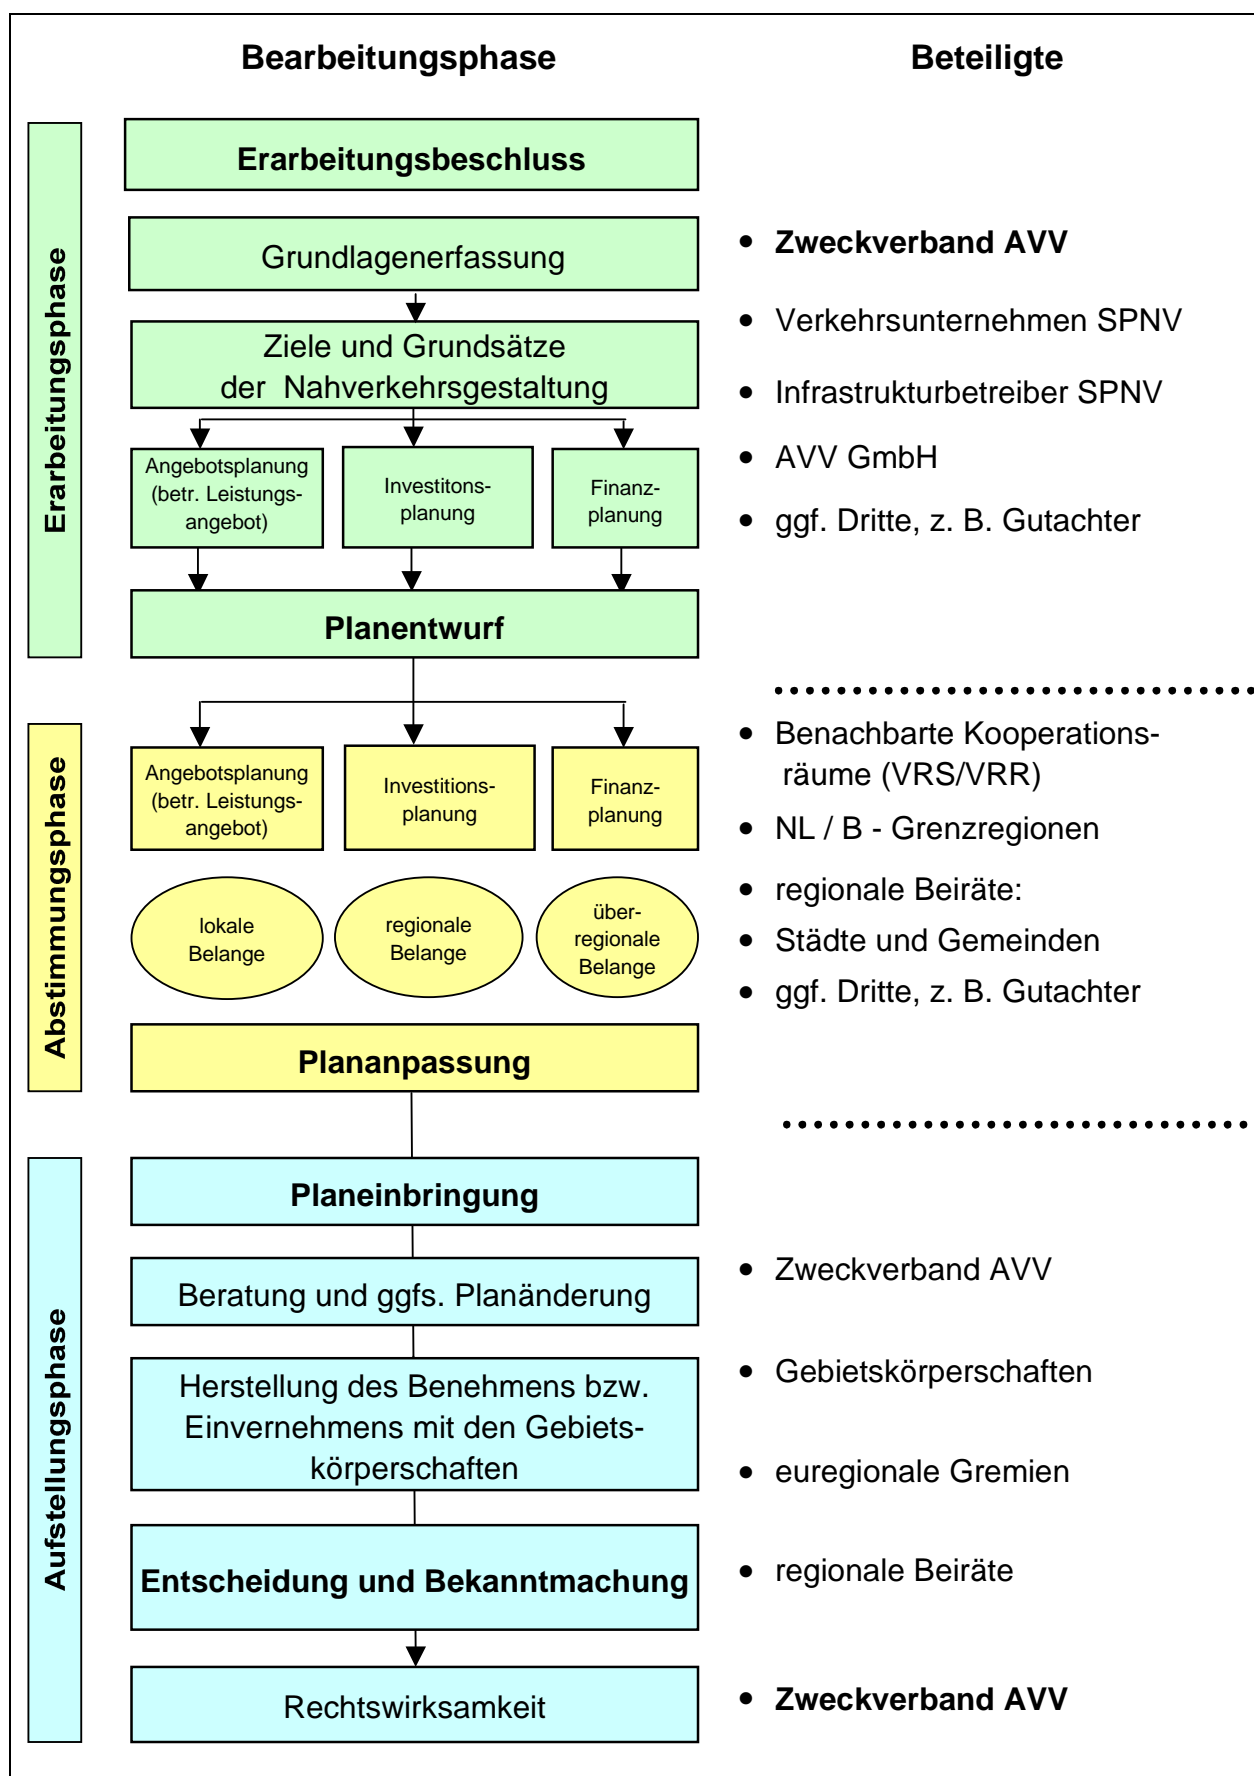 Bearbeitungsphase
Beteiligte
Erarbeitungsphase
Erarbeitungsbeschluss
Grundlagenerfassung
Ziele und Grundsätze
der Nahverkehrsgestaltung
Angebotsplanung
(betr. Leistungs-
angebot)
Investitons-
planung
Finanz-
planung
Planentwurf
• Zweckverband AVV
• Verkehrsunternehmen SPNV
• Infrastrukturbetreiber SPNV
• AVV GmbH
• ggf. Dritte, z. B. Gutachter
Abstimmungsphase
Angebotsplanung
(betr. Leistungs-
angebot)
Investitions-
planung
Finanz-
planung
lokale
Belange
regionale
Belange
über-
regionale
Belange
Plananpassung
• Benachbarte Kooperations-
räume (VRS/VRR)
• NL / B - Grenzregionen
• regionale Beiräte:
• Städte und Gemeinden
• ggf. Dritte, z. B. Gutachter
Aufstellungsphase
Planeinbringung
Beratung und ggfs. Planänderung
Herstellung des Benehmens bzw.
Einvernehmens mit den Gebiets-
körperschaften
Entscheidung und Bekanntmachung
Rechtswirksamkeit
• Zweckverband AVV
• Gebietskörperschaften
• euregionale Gremien
• regionale Beiräte
• Zweckverband AVV